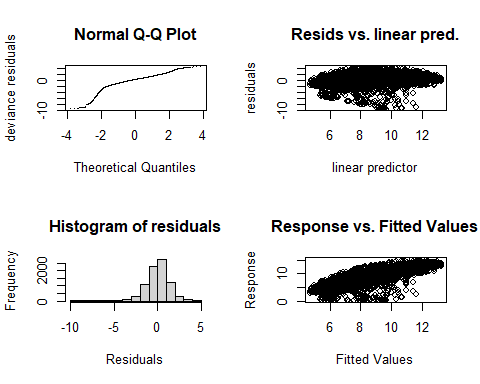 Normal Q-Q Plot
deviance residuals
-10 0
-4 -2 0 2 4
Theoretical Quantiles
Resids vs. linear pred.
residuals
-10 0
6 8 10 12
linear predictor
Histogram of residuals
Frequency
0 2000
-10 -5 0 5
Residuals
Response vs. Fitted Values
Response
0 10
6 8 10 12
Fitted Values